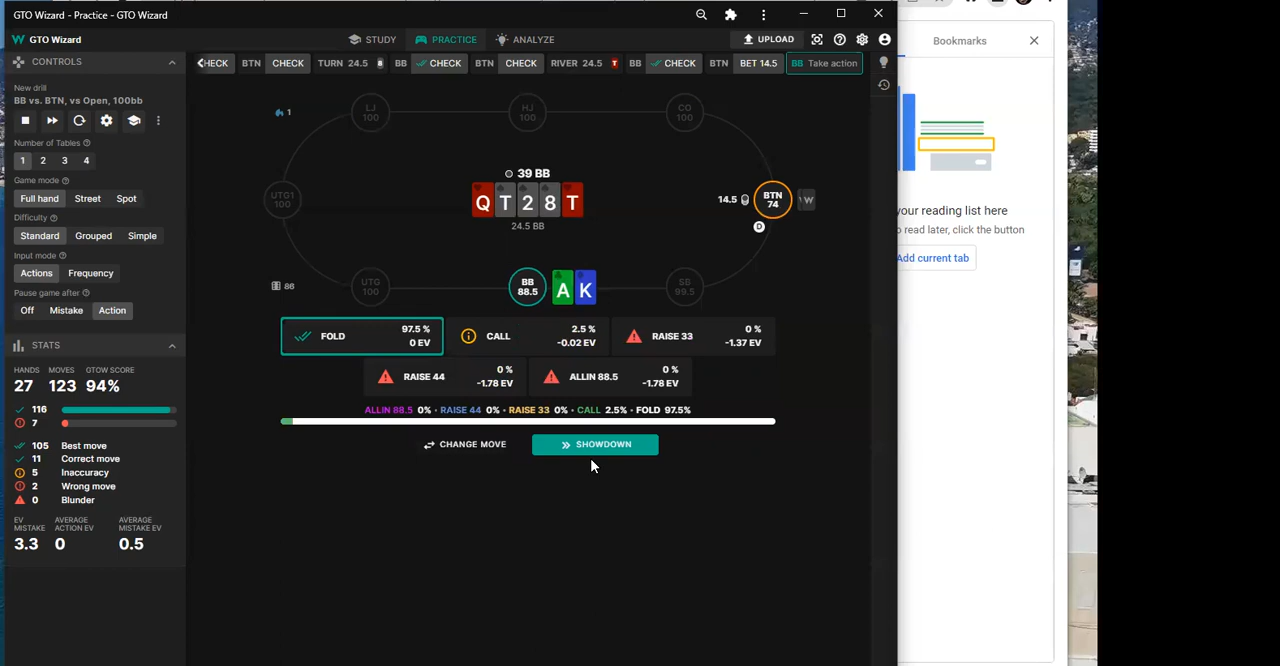 GTO Wizard - Practice - GTO Wizard
GTO Wizard
STUDY
PRACTICE
ANALYZE
UPLOAD
CONTROLS
HECK
BTN
CHECK
TURN 24.5
8
BB
CHECK
BTN
CHECK
RIVER 24.5
T
BB
CHECK
BTN
BET 14.5
BB Take action
New drill
BB vs. BTN, vs Open, 100bb
Number of Tables
1 2 3 4
Game mode
Full hand Street Spot
Difficulty
Standard Grouped Simple
Input mode
Actions Frequency
Pause game after
Off Mistake Action
STATS
HANDS MOVES GTOW SCORE
27 123 94%
116
7
105 Best move
11 Correct move
5 Inaccuracy
2 Wrong move
0 Blunder
EV MISTAKE
AVERAGE ACTION EV
AVERAGE MISTAKE EV
3.3 0 0.5
1
LJ
100
HJ
100
CO
100
UTG1
100
39 BB
Q T 2 8 T
24.5 BB
14.5
BTN
74
W
D
86
UTG
100
BB
88.5
A K
SB
99.5
FOLD
97.5 %
0 EV
CALL
2.5 %
-0.02 EV
RAISE 33
0 %
-1.37 EV
RAISE 44
0 %
-1.78 EV
ALLIN 88.5
0 %
-1.78 EV
ALLIN 88.5 0% • RAISE 44 0% • RAISE 33 0% • CALL 2.5% • FOLD 97.5%
CHANGE MOVE
SHOWDOWN
Bookmarks
your reading list here
o read later, click the button
Add current tab